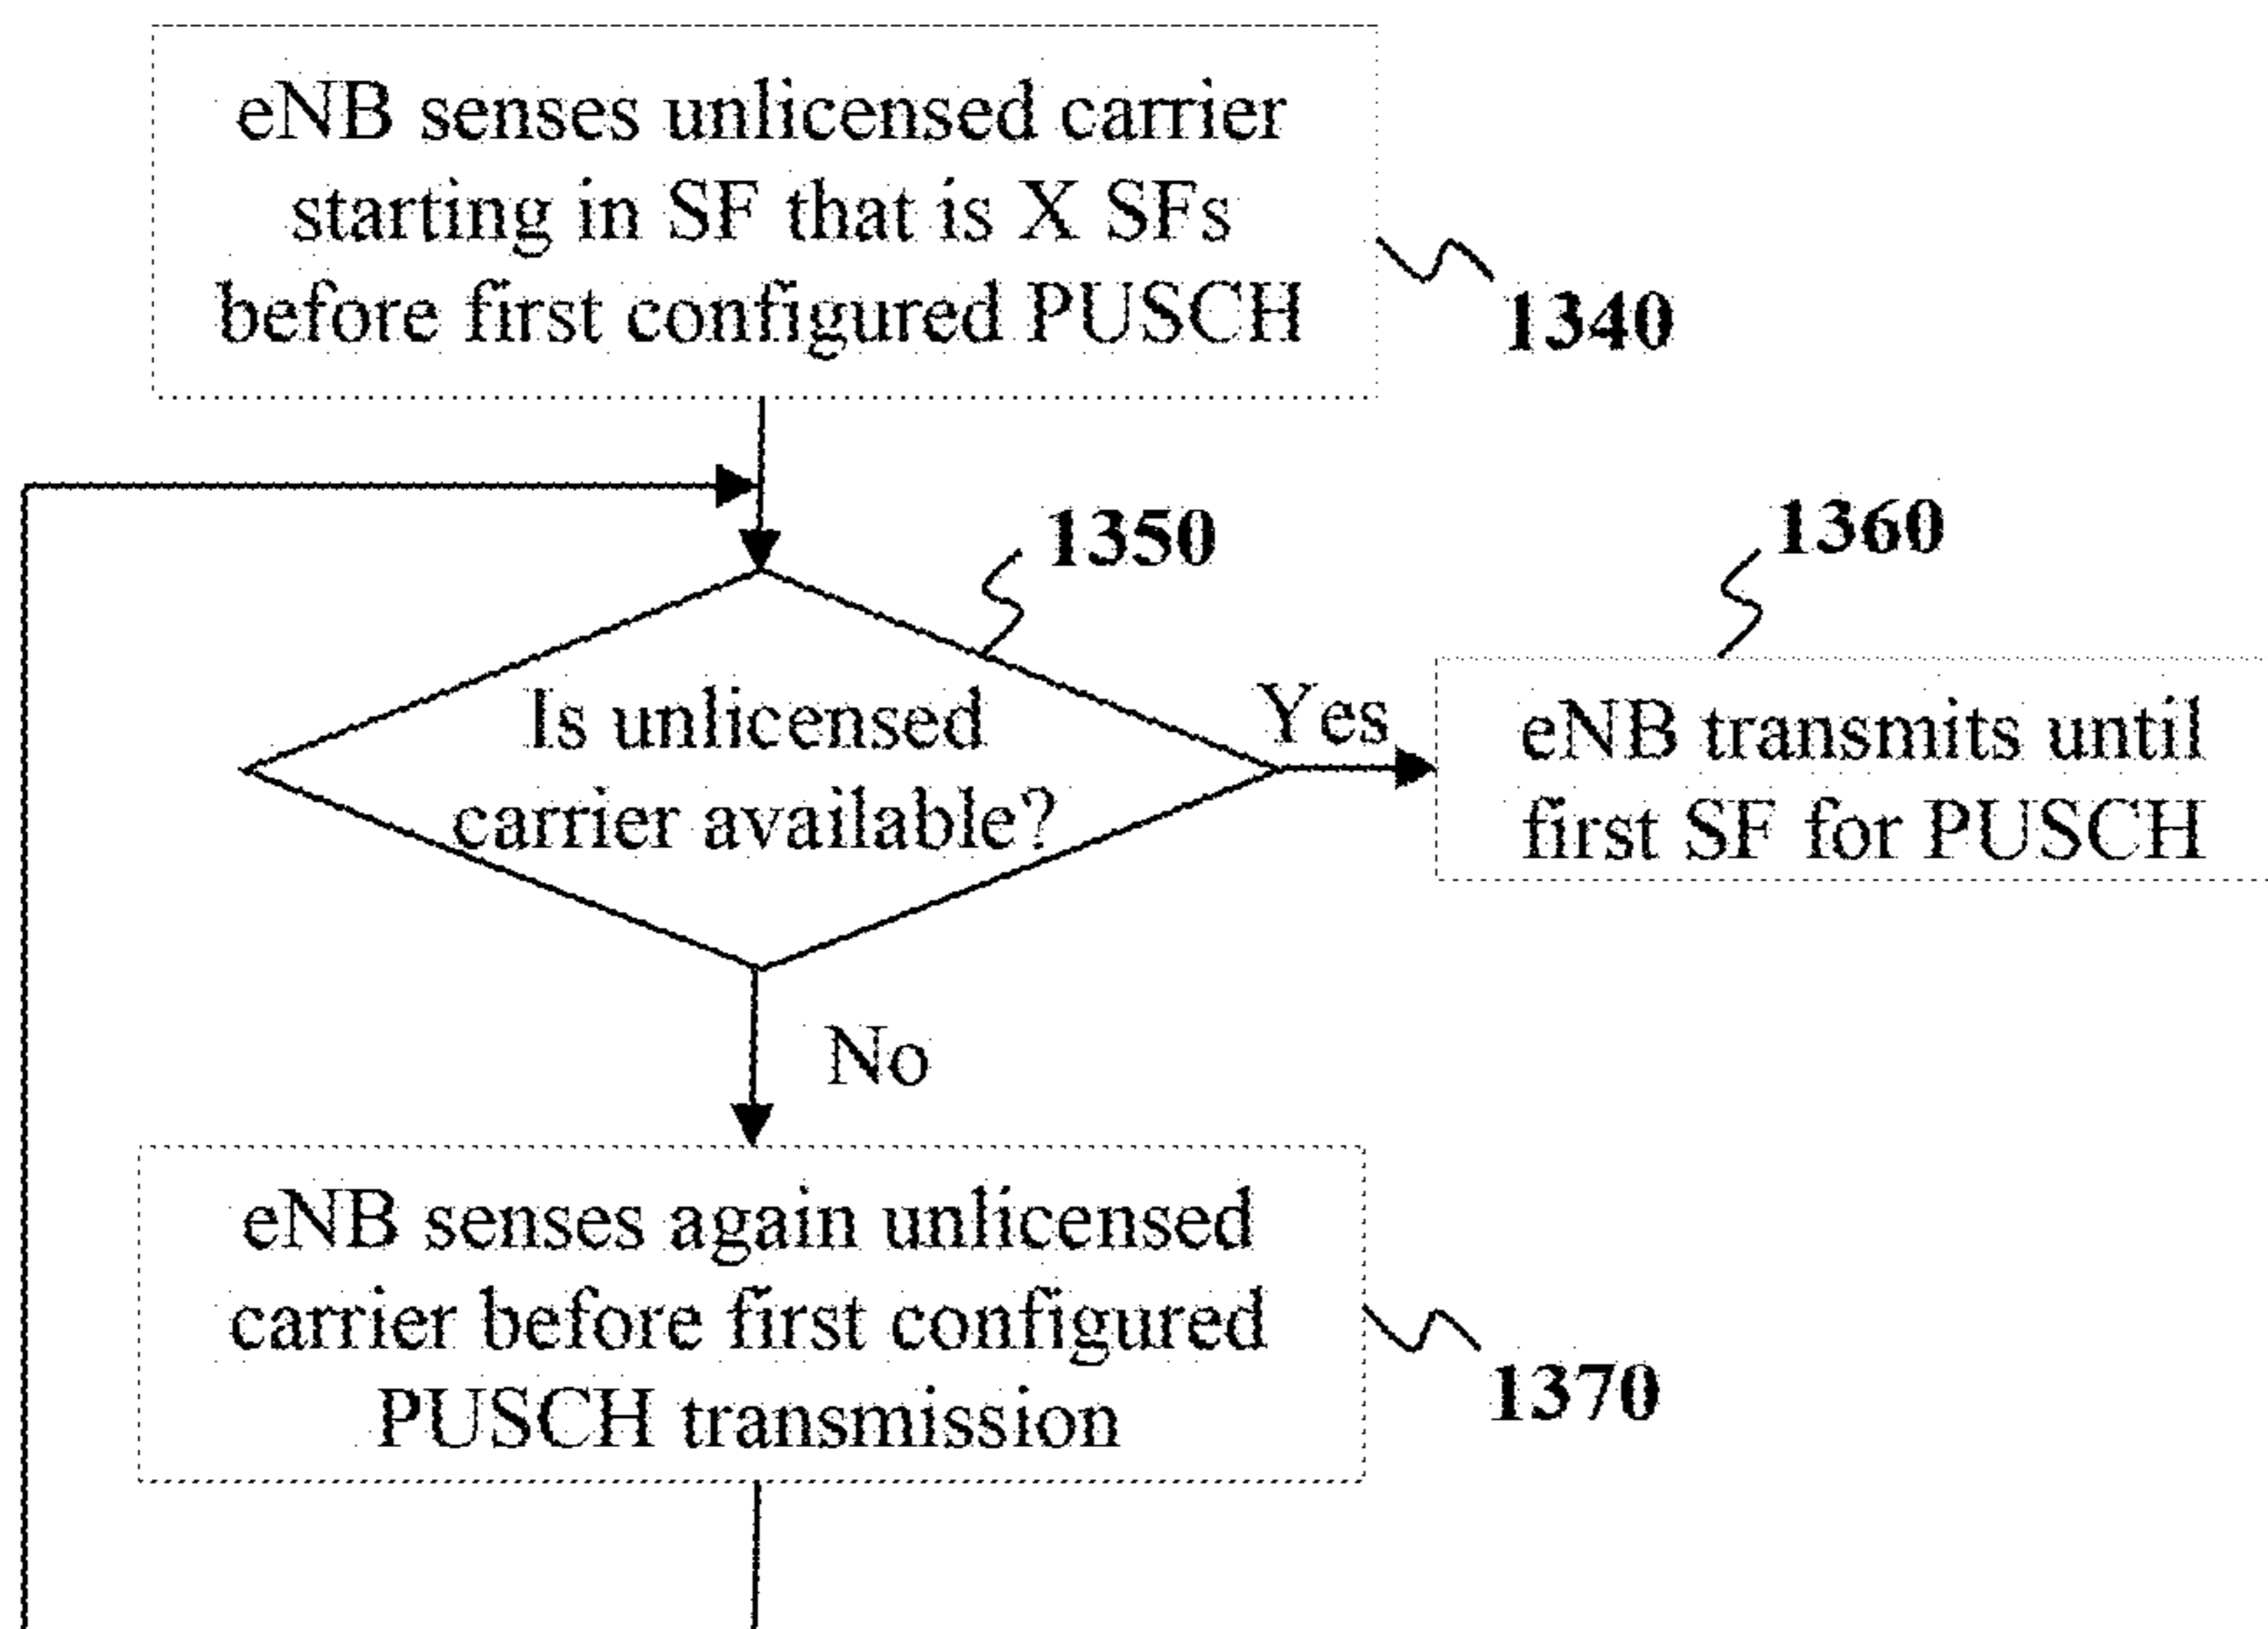 eNB senses unlicensed carrier
starting in SF that is X SFs
before first configured PUSCH
1340
1350
1360
Is unlicensed
carrier available?
Yes
eNB transmits until
first SF for PUSCH
No
eNB senses again unlicensed
carrier before first configured
PUSCH transmission
1370